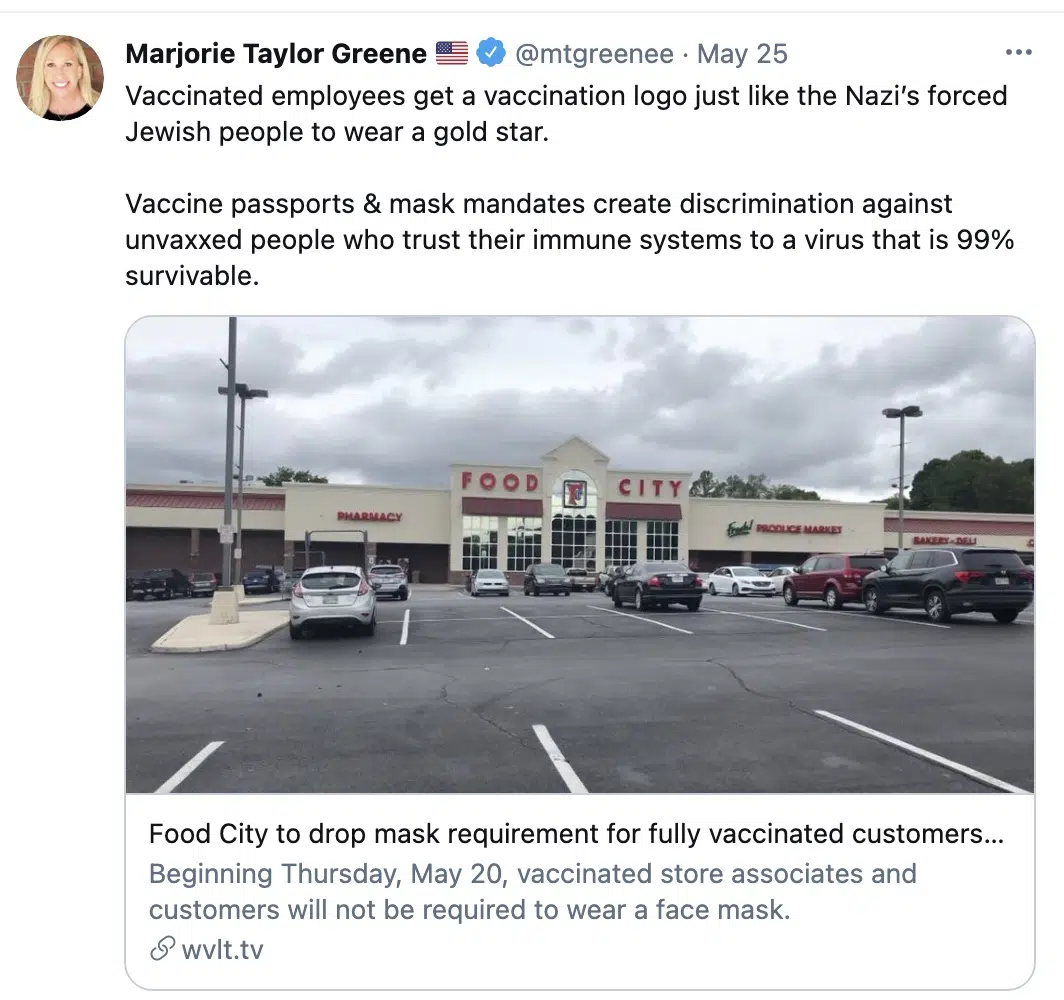 Marjorie Taylor Greene 🇺🇸 @mtgreenee · May 25
Vaccinated employees get a vaccination logo just like the Nazi’s forced
Jewish people to wear a gold star.
Vaccine passports & mask mandates create discrimination against
unvaxxed people who trust their immune systems to a virus that is 99%
survivable.
FOOD CITY
PHARMACY
Fresh! PRODUCE MARKET
BAKERY - DELI
Food City to drop mask requirement for fully vaccinated customers...
Beginning Thursday, May 20, vaccinated store associates and
customers will not be required to wear a face mask.
wvlt.tv